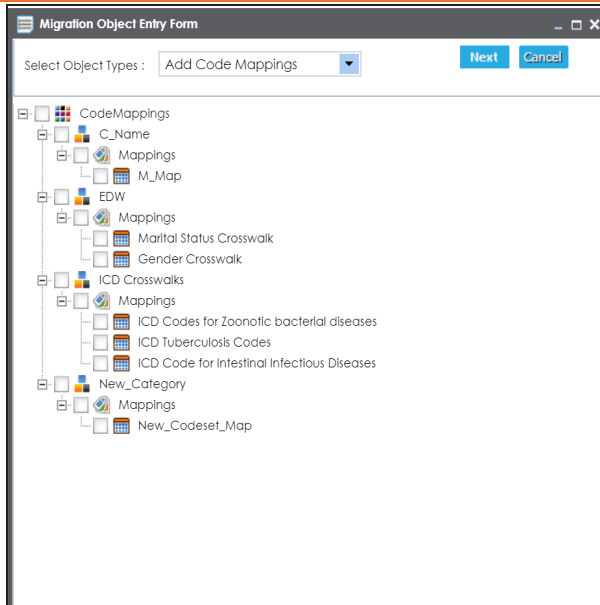 Migration Object Entry Form
Select Object Types : Add Code Mappings Next Cancel
CodeMappings
C_Name
Mappings
M_Map
EDW
Mappings
Marital Status Crosswalk
Gender Crosswalk
ICD Crosswalks
Mappings
ICD Codes for Zoonotic bacterial diseases
ICD Tuberculosis Codes
ICD Code for Intestinal Infectious Diseases
New_Category
Mappings
New_Codeset_Map